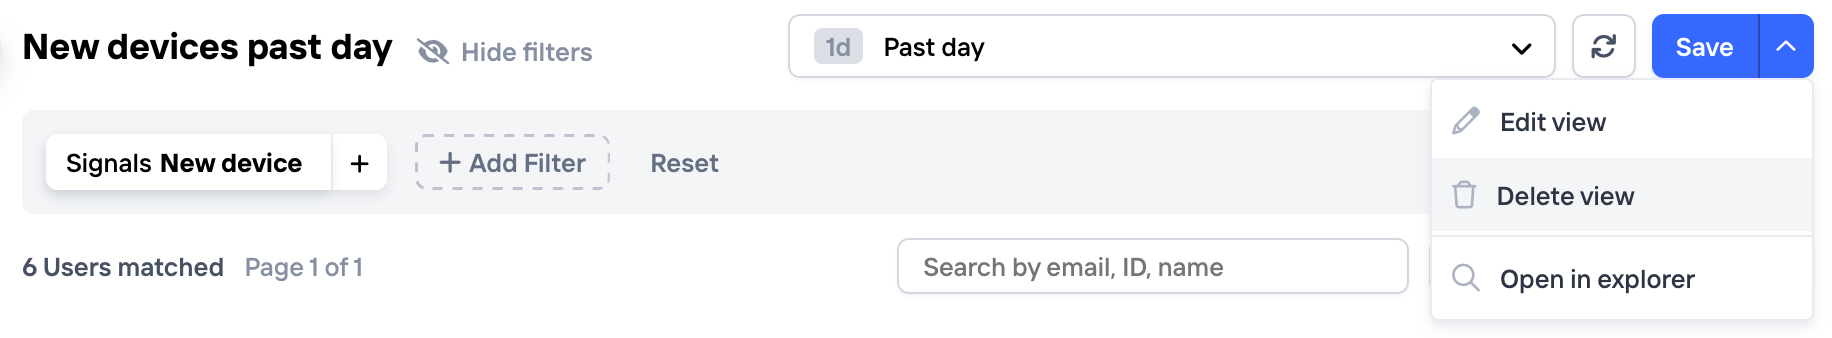 New devices past day
Hide filters
1d Past day
Save
Signals New device +
+ Add Filter
Reset
Edit view
Delete view
Open in explorer
6 Users matched
Page 1 of 1
Search by email, ID, name